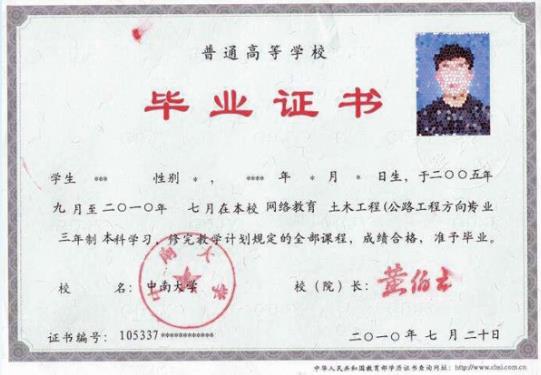 普通高等学校
毕业证书
学生 *** 性别 * , **** 年 * 月 * 日生，于二〇〇五年
九月至二〇一〇年 七月在本校 网络教育 土木工程(公路工程方向)专业
三年制 本科学习，修完教学计划规定的全部课程，成绩合格，准予毕业。
校 名：中南大学
校（院）长：黄伯云
中南大学
证书编号：105337************
二〇一〇年 七 月 二十日
中华人民共和国教育部学历证书查询网址：http://www.chsi.com.cn